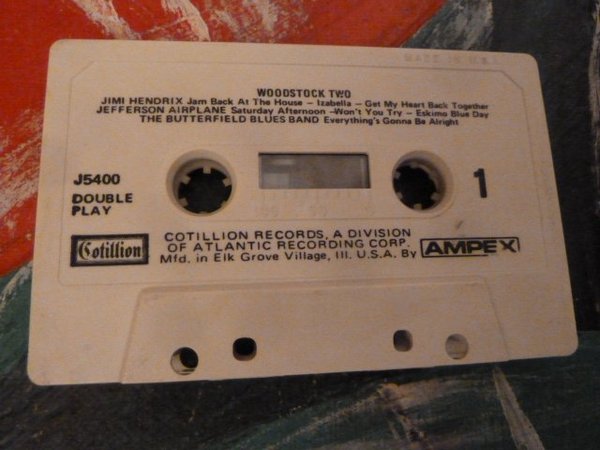 MADE IN U.S.A.
WOODSTOCK TWO
JIMI HENDRIX Jam Back At The House — Izabella — Get My Heart Back Together
JEFFERSON AIRPLANE Saturday Afternoon —Won't You Try — Eskimo Blue Day
THE BUTTERFIELD BLUES BAND Everything's Gonna Be Alright
J5400
DOUBLE
PLAY
1
Cotillion
COTILLION RECORDS, A DIVISION
OF ATLANTIC RECORDING CORP.
Mfd. in Elk Grove Village, Ill. U.S.A. By
AMPEX